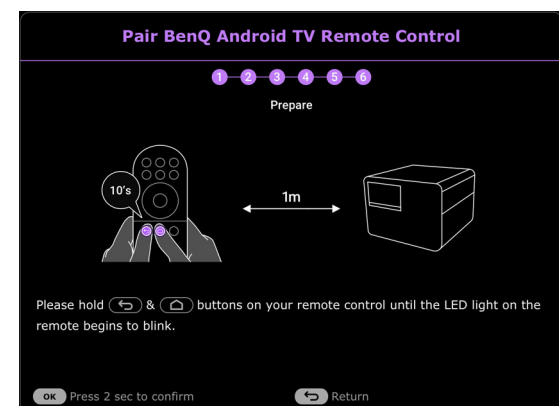 Pair BenQ Android TV Remote Control
1 2 3 4 5 6
Prepare
10's
1m
Please hold & buttons on your remote control until the LED light on the
remote begins to blink.
OK Press 2 sec to confirm
Return